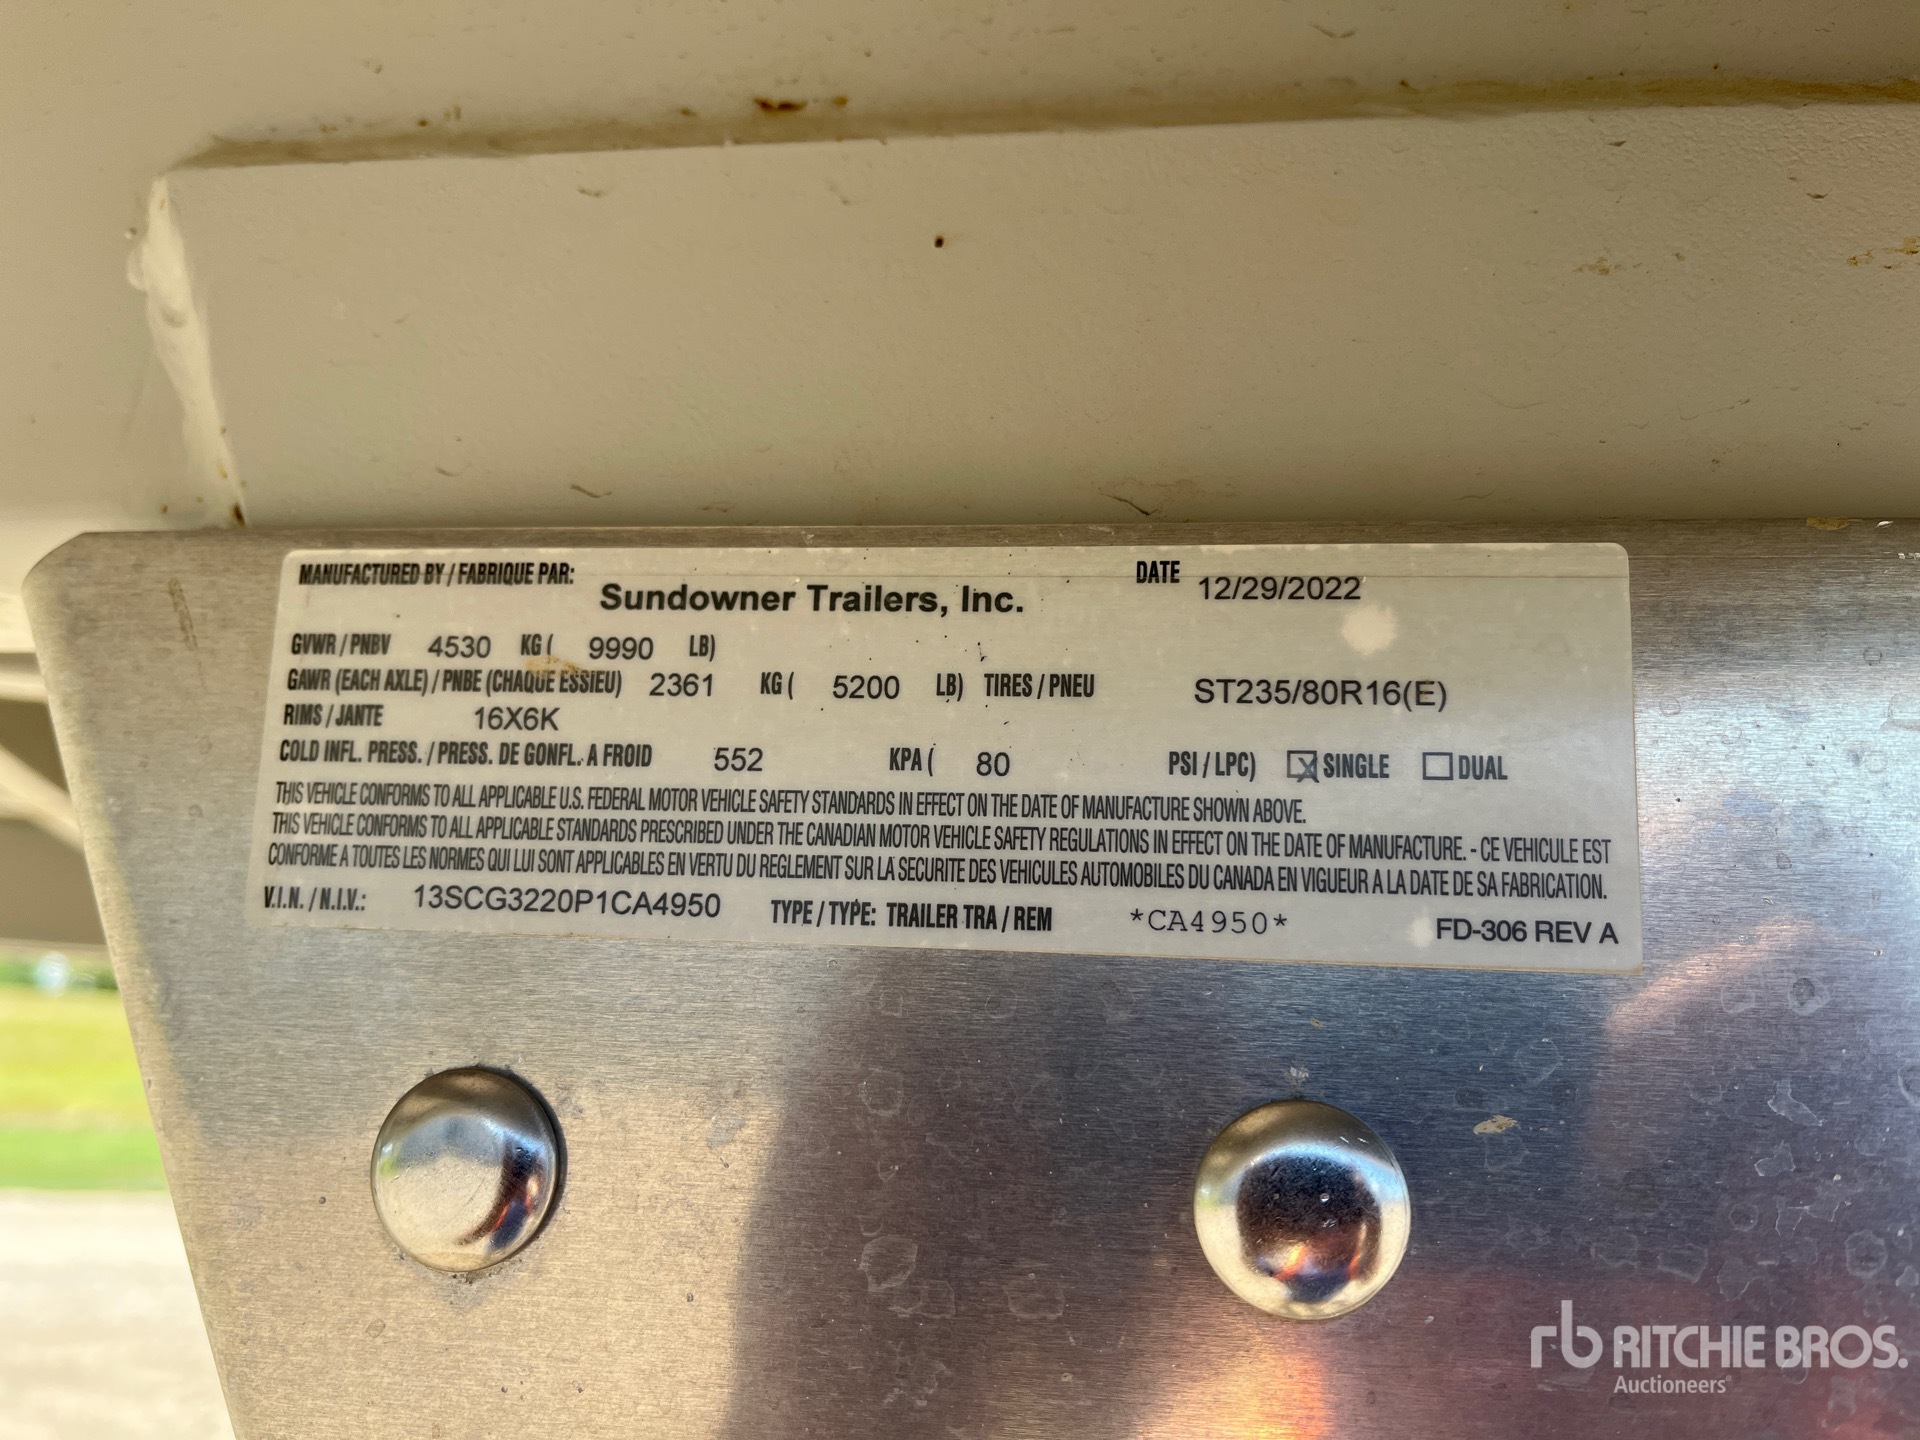 MANUFACTURED BY / FABRIQUE PAR: Sundowner Trailers, Inc. DATE 12/29/2022
GVWR / PNBV 4530 KG ( 9990 LB)
GAWR (EACH AXLE) / PNBE (CHAQUE ESSIEU) 2361 KG ( 5200 LB) TIRES / PNEU ST235/80R16(E)
RIMS / JANTE 16X6K
COLD INFL. PRESS. / PRESS. DE GONFL. A FROID 552 KPA ( 80 PSI / LPC) X SINGLE DUAL
THIS VEHICLE CONFORMS TO ALL APPLICABLE U.S. FEDERAL MOTOR VEHICLE SAFETY STANDARDS IN EFFECT ON THE DATE OF MANUFACTURE SHOWN ABOVE.
THIS VEHICLE CONFORMS TO ALL APPLICABLE STANDARDS PRESCRIBED UNDER THE CANADIAN MOTOR VEHICLE SAFETY REGULATIONS IN EFFECT ON THE DATE OF MANUFACTURE. - CE VEHICULE EST
CONFORME A TOUTES LES NORMES QUI LUI SONT APPLICABLES EN VERTU DU REGLEMENT SUR LA SECURITE DES VEHICULES AUTOMOBILES DU CANADA EN VIGUEUR A LA DATE DE SA FABRICATION.
V.I.N. / N.I.V.: 13SCG3220P1CA4950 TYPE / TYPE: TRAILER TRA / REM *CA4950* FD-306 REV A
rb RITCHIE BROS.
Auctioneers